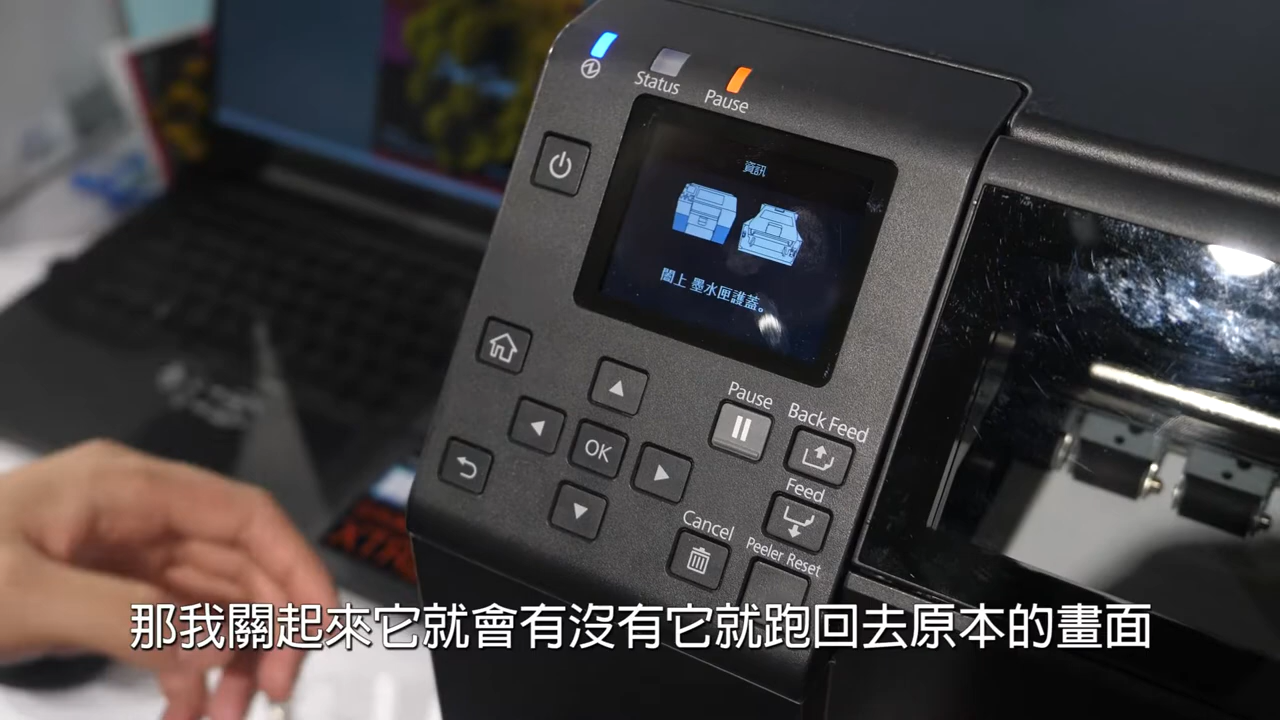 Status
Pause
資訊
闔上 墨水匣護蓋。
Pause
Back Feed
OK
Feed
Cancel
Peeler Reset
那我關起來它就會有沒有它就跑回去原本的畫面